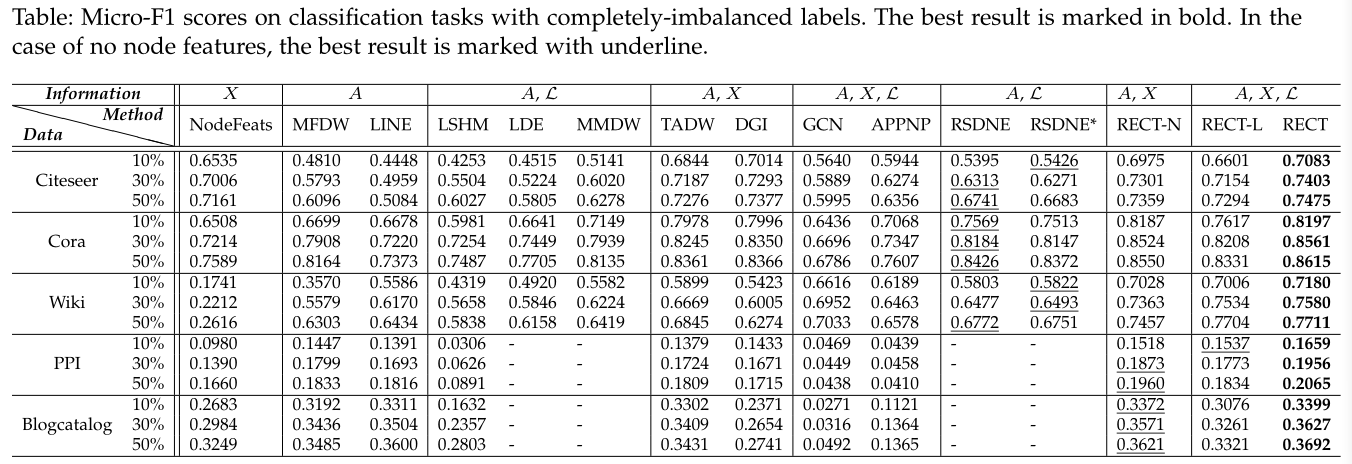 Table: Micro-F1 scores on classification tasks with completely-imbalanced labels. The best result is marked in bold. In the
case of no node features, the best result is marked with underline.
Information X A A, ℒ A, X A, X, ℒ A, ℒ A, X A, X, ℒ
Method
Data
NodeFeats MFDW LINE LSHM LDE MMDW TADW DGI GCN APPNP RSDNE RSDNE* RECT-N RECT-L RECT
10% 0.6535 0.4810 0.4448 0.4253 0.4515 0.5141 0.6844 0.7014 0.5640 0.5944 0.5395 0.5426 0.6975 0.6601 0.7083
Citeseer 30% 0.7006 0.5793 0.4959 0.5504 0.5224 0.6020 0.7187 0.7293 0.5889 0.6274 0.6313 0.6271 0.7301 0.7154 0.7403
50% 0.7161 0.6096 0.5084 0.6027 0.5805 0.6278 0.7276 0.7377 0.5995 0.6356 0.6741 0.6683 0.7359 0.7294 0.7475
10% 0.6508 0.6699 0.6678 0.5981 0.6641 0.7149 0.7978 0.7996 0.6436 0.7068 0.7569 0.7513 0.8187 0.7617 0.8197
Cora 30% 0.7214 0.7908 0.7220 0.7254 0.7449 0.7939 0.8245 0.8350 0.6696 0.7347 0.8184 0.8147 0.8524 0.8208 0.8561
50% 0.7589 0.8164 0.7373 0.7487 0.7705 0.8135 0.8361 0.8366 0.6786 0.7607 0.8426 0.8372 0.8550 0.8331 0.8615
10% 0.1741 0.3570 0.5586 0.4319 0.4920 0.5582 0.5899 0.5423 0.6616 0.6189 0.5803 0.5822 0.7028 0.7006 0.7180
Wiki 30% 0.2212 0.5579 0.6170 0.5658 0.5846 0.6224 0.6669 0.6005 0.6952 0.6463 0.6477 0.6493 0.7363 0.7534 0.7580
50% 0.2616 0.6303 0.6434 0.5838 0.6158 0.6419 0.6845 0.6274 0.7033 0.6578 0.6772 0.6751 0.7457 0.7704 0.7711
10% 0.0980 0.1447 0.1391 0.0306 - - 0.1379 0.1433 0.0469 0.0439 - - 0.1518 0.1537 0.1659
PPI 30% 0.1390 0.1799 0.1693 0.0626 - - 0.1724 0.1671 0.0449 0.0458 - - 0.1873 0.1773 0.1956
50% 0.1660 0.1833 0.1816 0.0891 - - 0.1809 0.1715 0.0438 0.0410 - - 0.1960 0.1834 0.2065
10% 0.2683 0.3192 0.3311 0.1632 - - 0.3302 0.2371 0.0271 0.1121 - - 0.3372 0.3076 0.3399
Blogcatalog 30% 0.2984 0.3436 0.3504 0.2357 - - 0.3409 0.2654 0.0316 0.1364 - - 0.3571 0.3261 0.3627
50% 0.3249 0.3485 0.3600 0.2803 - - 0.3431 0.2741 0.0492 0.1365 - - 0.3621 0.3321 0.3692